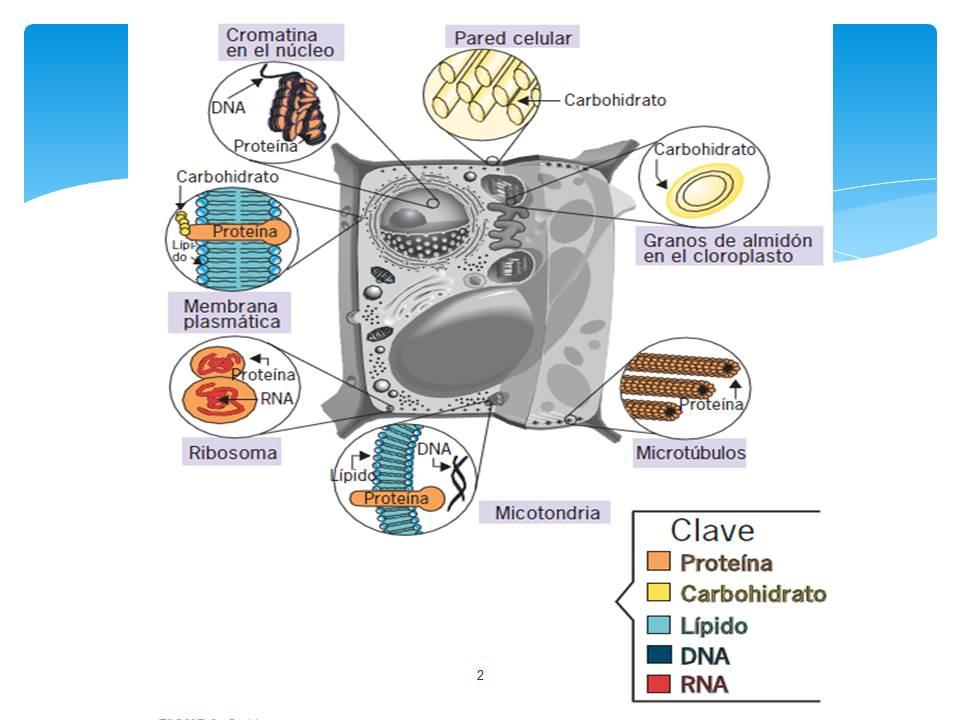 Cromatina
en el núcleo
DNA
Proteína
Pared celular
Carbohidrato
Carbohidrato
Granos de almidón
en el cloroplasto
Carbohidrato
Proteína
Lípi-
do
Membrana
plasmática
Proteína
RNA
Ribosoma
Lípido
DNA
Proteína
Micotondria
Proteína
Microtúbulos
Clave
Proteína
Carbohidrato
Lípido
DNA
RNA
2